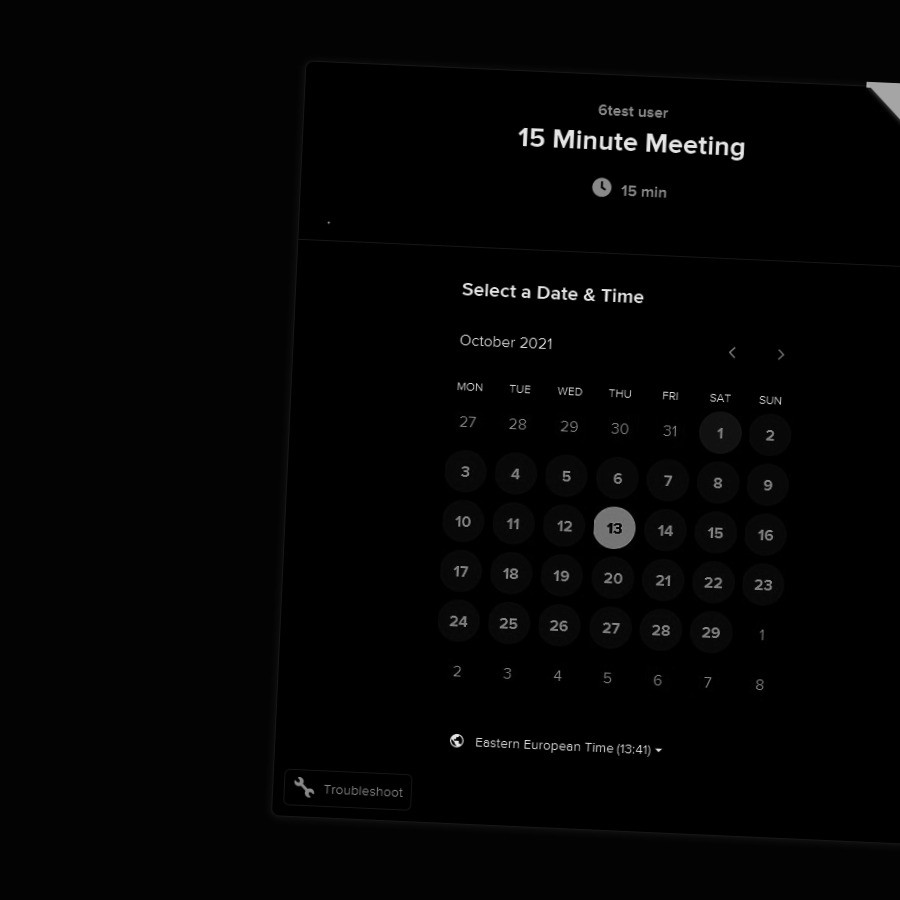 6test user
15 Minute Meeting
15 min
Select a Date & Time
October 2021
MON TUE WED THU FRI SAT SUN
27 28 29 30 31 1 2
3 4 5 6 7 8 9
10 11 12 13 14 15 16
17 18 19 20 21 22 23
24 25 26 27 28 29 1
2 3 4 5 6 7 8
Eastern European Time (13:41)
Troubleshoot